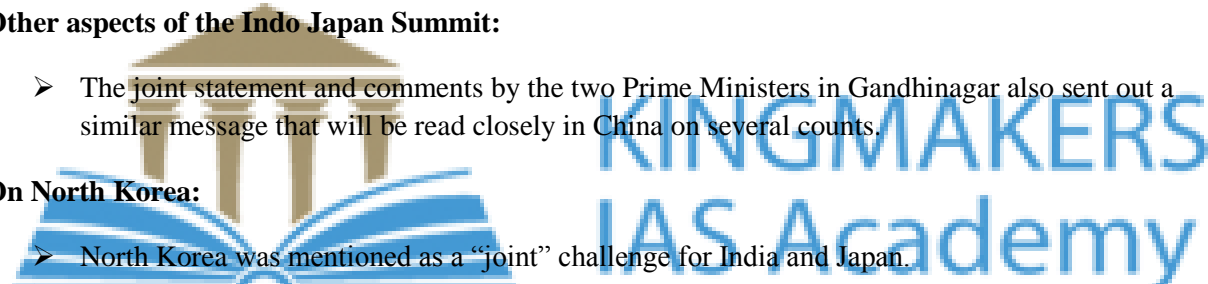 Other aspects of the Indo Japan Summit:
➢ The joint statement and comments by the two Prime Ministers in Gandhinagar also sent out a
similar message that will be read closely in China on several counts.
KINGMAKERS
On North Korea:
IAS Academy
➢ North Korea was mentioned as a “joint” challenge for India and Japan.